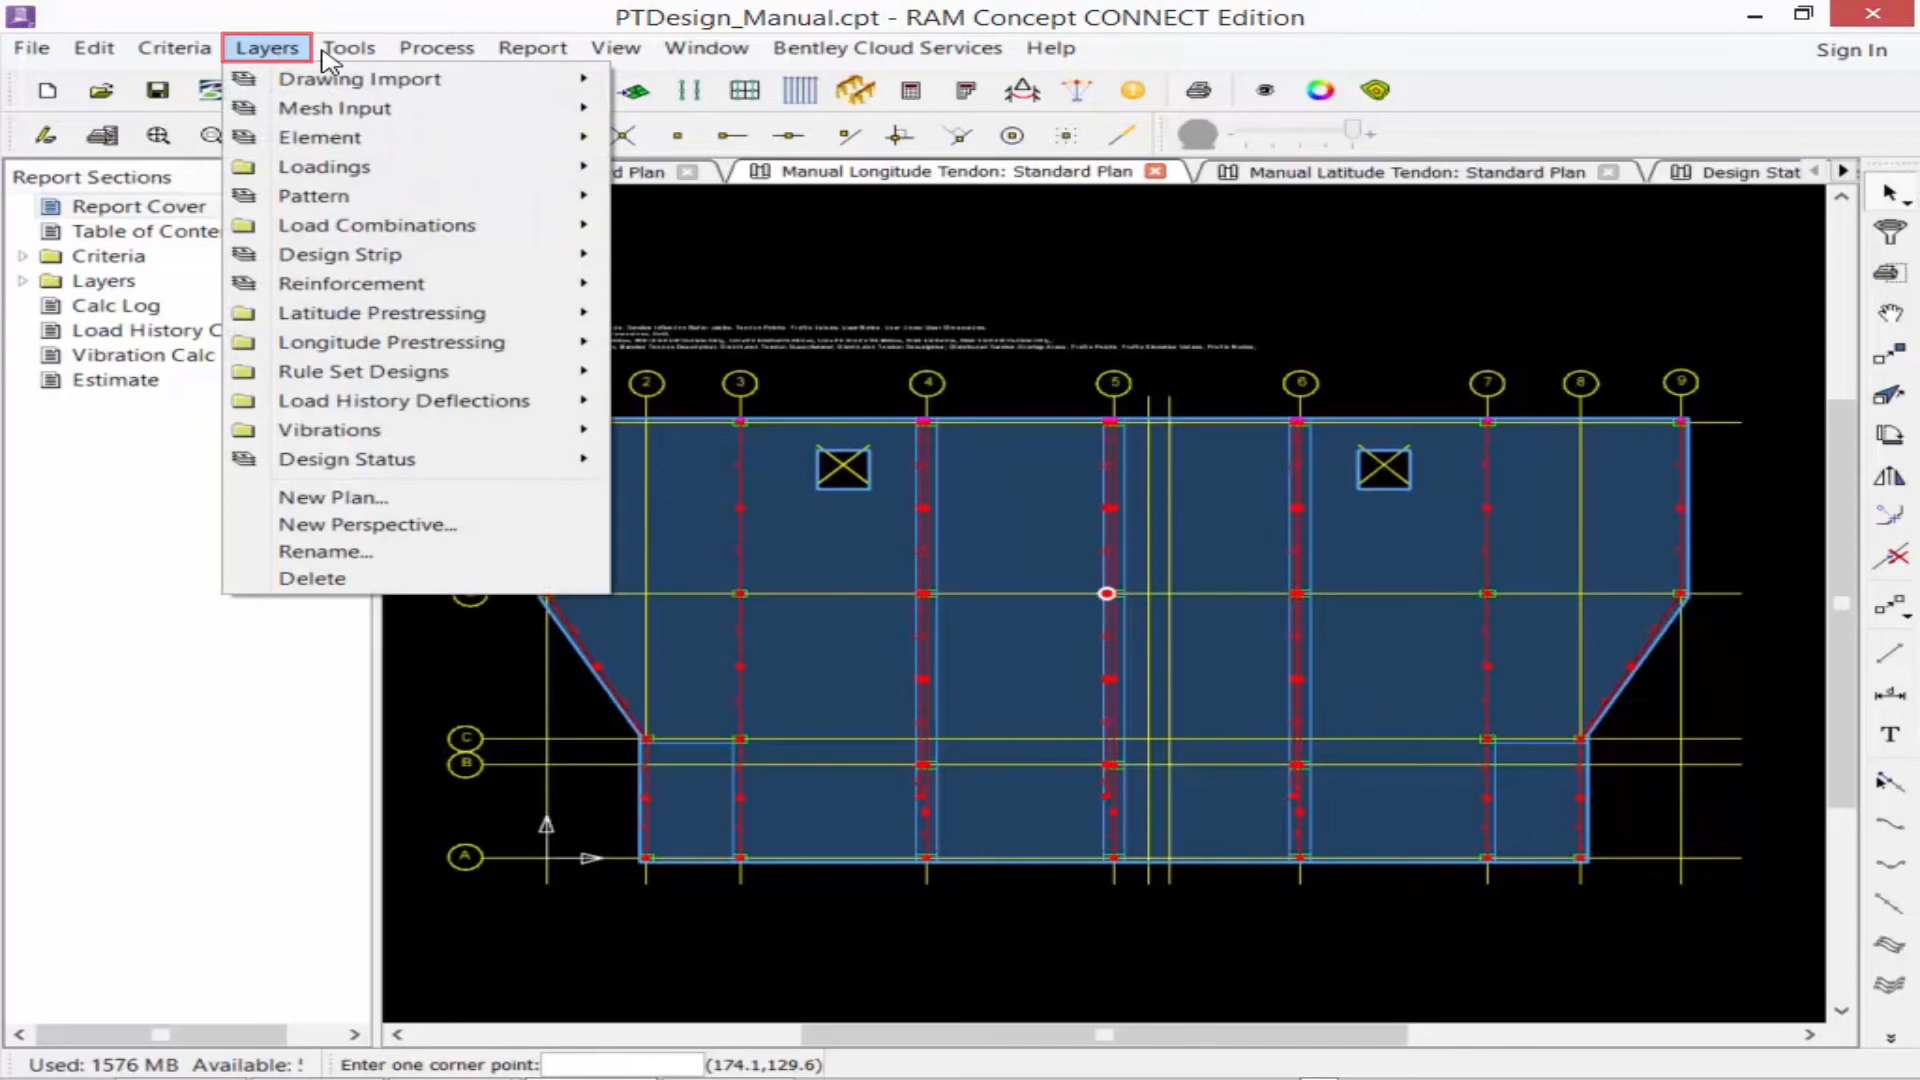 PTDesign_Manual.cpt - RAM Concept CONNECT Edition
File Edit Criteria Layers Tools Process Report View Window Bentley Cloud Services Help Sign In
Drawing Import
Mesh Input
Element
Loadings
Pattern
Load Combinations
Design Strip
Reinforcement
Latitude Prestressing
Longitude Prestressing
Rule Set Designs
Load History Deflections
Vibrations
Design Status
New Plan...
New Perspective...
Rename...
Delete
d Plan Manual Longitude Tendon: Standard Plan Manual Latitude Tendon: Standard Plan Design Stat
Report Sections
Report Cover
Table of Conte
Criteria
Layers
Calc Log
Load History C
Vibration Calc
Estimate
2 3 4 5 6 7 8 9
C
B
A
T
Used: 1576 MB Available: Enter one corner point: (174.1,129.6)